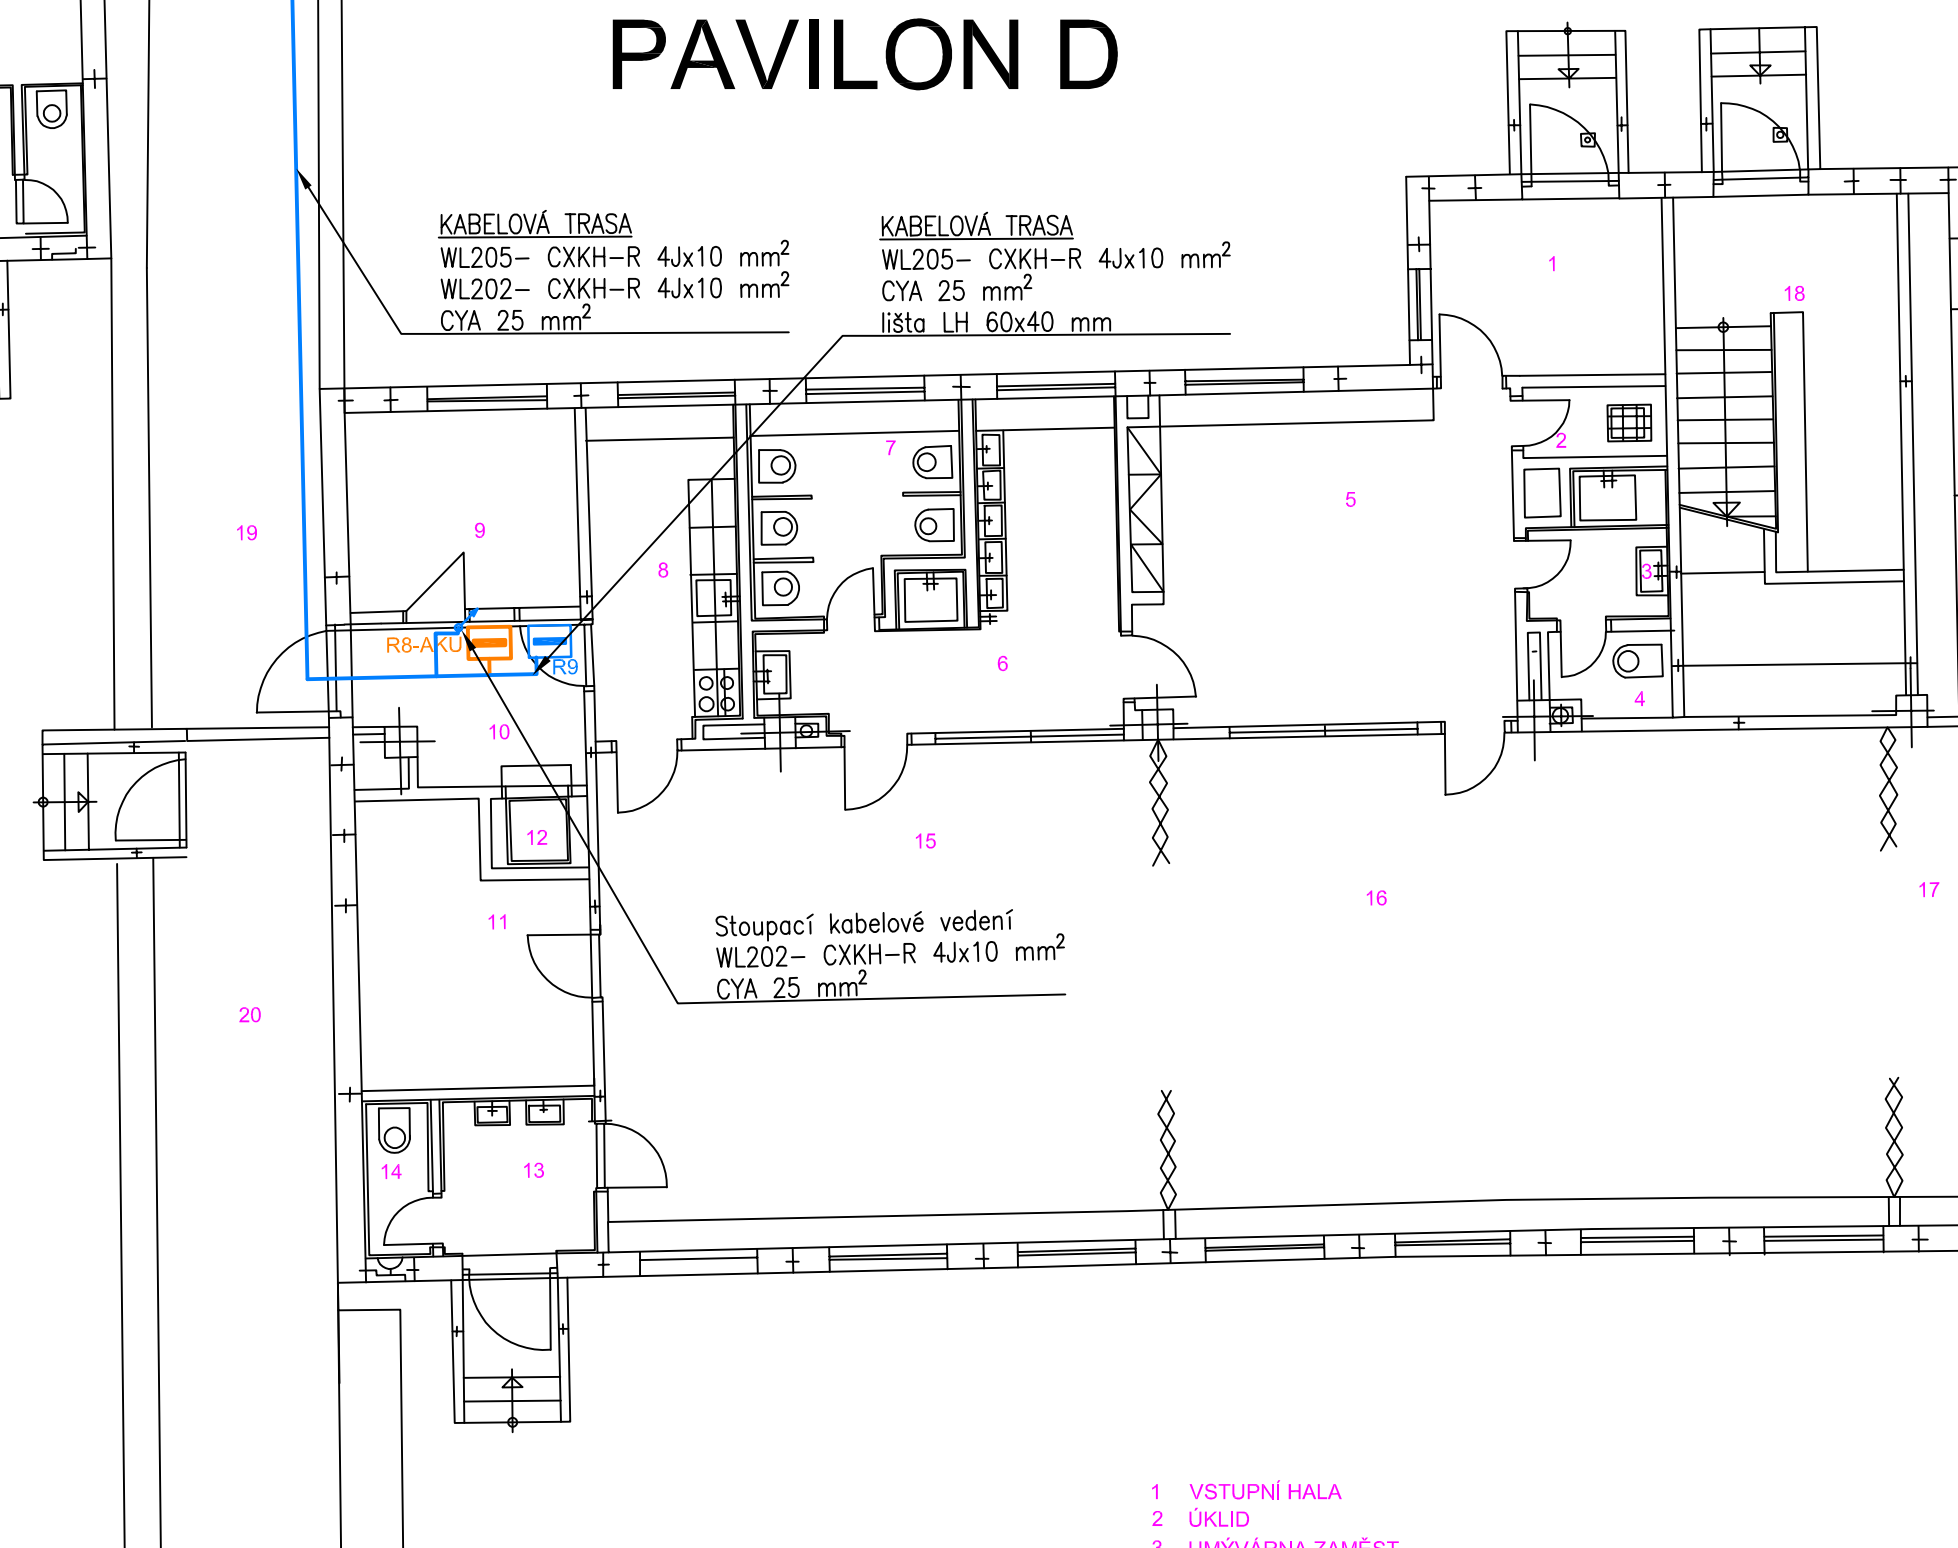 PAVILON D
KABELOVÁ TRASA
WL205- CXKH-R 4Jx10 mm²
WL202- CXKH-R 4Jx10 mm²
CYA 25 mm²
KABELOVÁ TRASA
WL205- CXKH-R 4Jx10 mm²
CYA 25 mm²
lišta LH 60x40 mm
1
18
2
7
5
19
9
8
3
R8-AKU
R9
6
4
10
12
15
16
17
11
Stoupací kabelové vedení
WL202- CXKH-R 4Jx10 mm²
CYA 25 mm²
20
14
13
1 VSTUPNÍ HALA
2 ÚKLID
3 UMÝVÁRNA ZAMĚST.